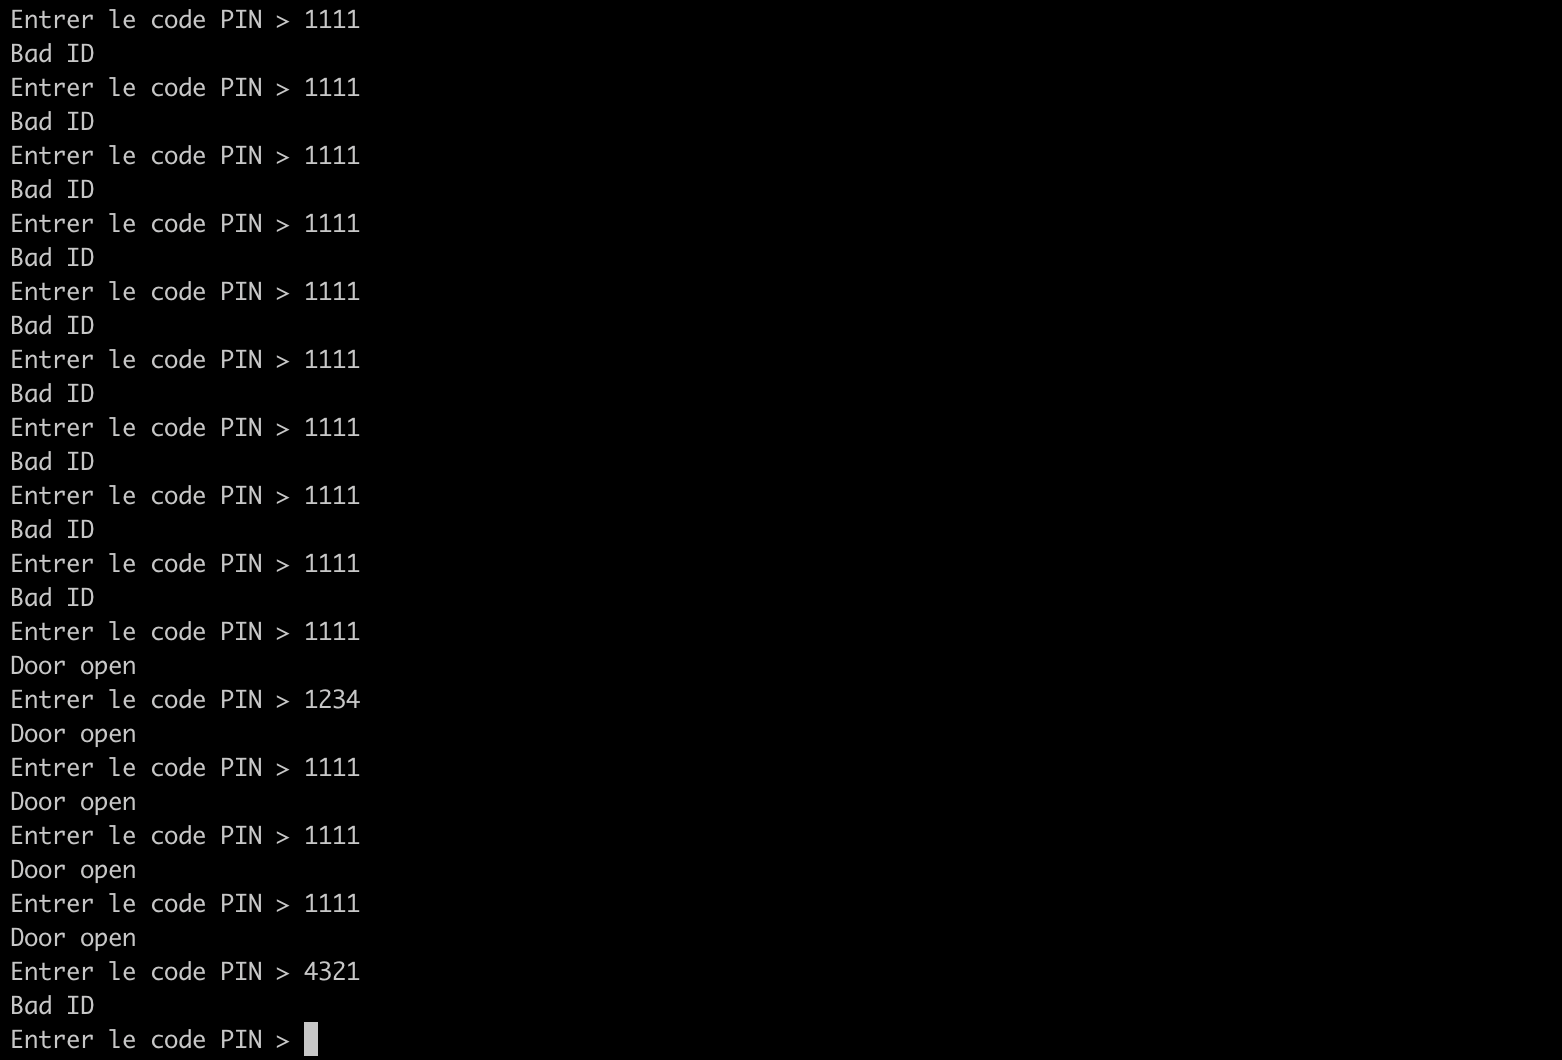 Entrer le code PIN > 1111
Bad ID
Entrer le code PIN > 1111
Bad ID
Entrer le code PIN > 1111
Bad ID
Entrer le code PIN > 1111
Bad ID
Entrer le code PIN > 1111
Bad ID
Entrer le code PIN > 1111
Bad ID
Entrer le code PIN > 1111
Bad ID
Entrer le code PIN > 1111
Bad ID
Entrer le code PIN > 1111
Bad ID
Entrer le code PIN > 1111
Door open
Entrer le code PIN > 1234
Door open
Entrer le code PIN > 1111
Door open
Entrer le code PIN > 1111
Door open
Entrer le code PIN > 1111
Door open
Entrer le code PIN > 4321
Bad ID
Entrer le code PIN >